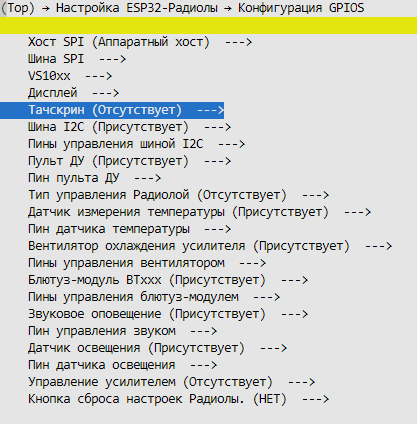 (Top) → Настройка ESP32-Радиолы → Конфигурация GPIOS
Хост SPI (Аппаратный хост)  --->
Шина SPI  --->
VS10xx  --->
Дисплей  --->
Тачскрин (Отсутствует)  --->
Шина I2C (Присутствует)  --->
Пины управления шиной I2C  --->
Пульт ДУ (Присутствует)  --->
Пин пульта ДУ  --->
Тип управления Радиолой (Отсутствует)  --->
Датчик измерения температуры (Присутствует)  --->
Пин датчика температуры  --->
Вентилятор охлаждения усилителя (Присутствует)  --->
Пины управления вентилятором  --->
Блютуз-модуль BTxxx (Присутствует)  --->
Пины управления блютуз-модулем  --->
Звуковое оповещение (Присутствует)  --->
Пин управления звуком  --->
Датчик освещения (Присутствует)  --->
Пин датчика освещения  --->
Управление усилителем (Отсутствует)  --->
Кнопка сброса настроек Радиолы. (НЕТ)  --->